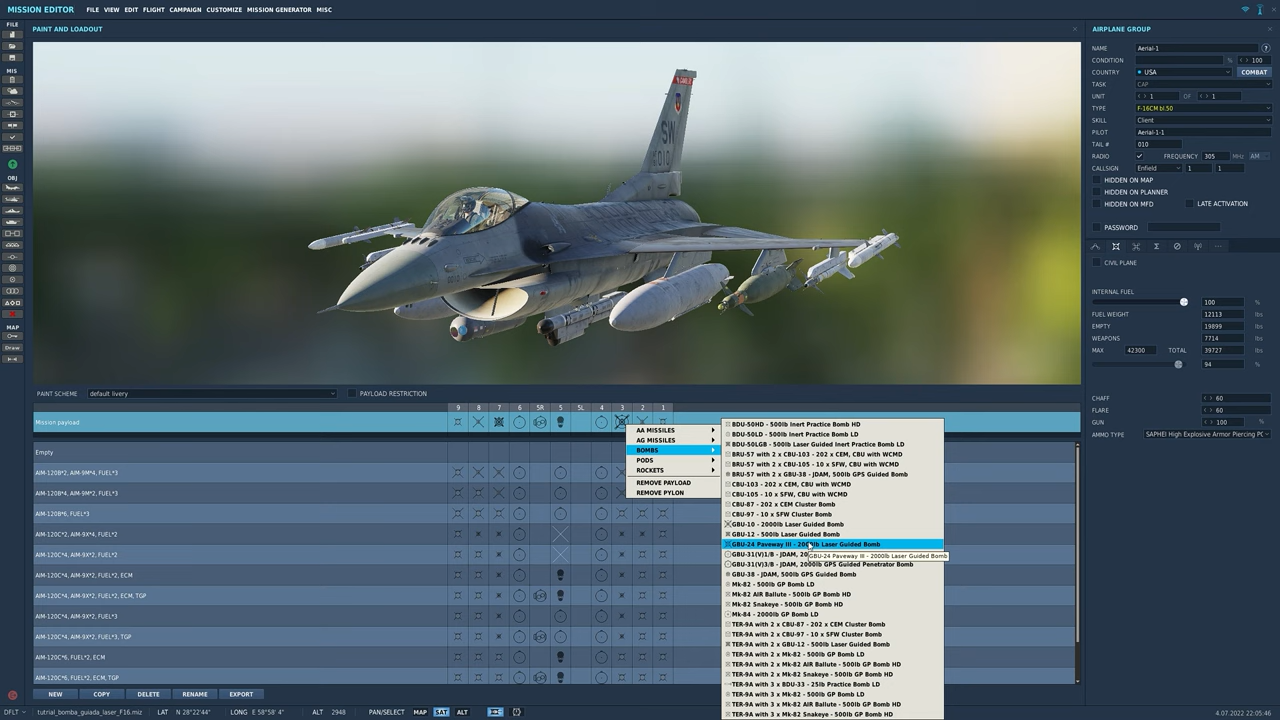 MISSION EDITOR FILE VIEW EDIT FLIGHT CAMPAIGN CUSTOMIZE MISSION GENERATOR MISC
FILE
MIS
OBJ
MAP
Draw
PAINT AND LOADOUT
SW
010
PAINT SCHEME default livery PAYLOAD RESTRICTION
9 8 7 6 5R 5 5L 4 3 2 1
Mission payload
Empty
AIM-120B*2, AIM-9M*4, FUEL*3
AIM-120B*4, AIM-9M*2, FUEL*3
AIM-120B*6, FUEL*3
AIM-120C*2, AIM-9X*4, FUEL*2
AIM-120C*2, AIM-9X*4, FUEL*3
AIM-120C*4, AIM-9X*2, FUEL*2, ECM
AIM-120C*4, AIM-9X*2, FUEL*2, ECM, TGP
AIM-120C*4, AIM-9X*2, FUEL*3
AIM-120C*4, AIM-9X*2, FUEL*3, TGP
AIM-120C*6, FUEL*2, ECM
AIM-120C*6, FUEL*2, ECM, TGP
AA MISSILES
AG MISSILES
BOMBS
PODS
ROCKETS
REMOVE PAYLOAD
REMOVE PYLON
BDU-50HD - 500lb Inert Practice Bomb HD
BDU-50LD - 500lb Inert Practice Bomb LD
BDU-50LGB - 500lb Laser Guided Inert Practice Bomb LD
BRU-57 with 2 x CBU-103 - 202 x CEM, CBU with WCMD
BRU-57 with 2 x CBU-105 - 10 x SFW, CBU with WCMD
BRU-57 with 2 x GBU-38 - JDAM, 500lb GPS Guided Bomb
CBU-103 - 202 x CEM, CBU with WCMD
CBU-105 - 10 x SFW, CBU with WCMD
CBU-87 - 202 x CEM Cluster Bomb
CBU-97 - 10 x SFW Cluster Bomb
GBU-10 - 2000lb Laser Guided Bomb
GBU-12 - 500lb Laser Guided Bomb
GBU-24 Paveway III - 2000lb Laser Guided Bomb
GBU-31(V)1/B - JDAM, 20
GBU-24 Paveway III - 2000lb Laser Guided Bomb
GBU-31(V)3/B - JDAM, 2000lb GPS Guided Penetrator Bomb
GBU-38 - JDAM, 500lb GPS Guided Bomb
Mk-82 - 500lb GP Bomb LD
Mk-82 AIR Ballute - 500lb GP Bomb HD
Mk-82 Snakeye - 500lb GP Bomb HD
Mk-84 - 2000lb GP Bomb LD
TER-9A with 2 x CBU-87 - 202 x CEM Cluster Bomb
TER-9A with 2 x CBU-97 - 10 x SFW Cluster Bomb
TER-9A with 2 x GBU-12 - 500lb Laser Guided Bomb
TER-9A with 2 x Mk-82 - 500lb GP Bomb LD
TER-9A with 2 x Mk-82 AIR Ballute - 500lb GP Bomb HD
TER-9A with 2 x Mk-82 Snakeye - 500lb GP Bomb HD
TER-9A with 3 x BDU-33 - 25lb Practice Bomb LD
TER-9A with 3 x Mk-82 - 500lb GP Bomb LD
TER-9A with 3 x Mk-82 AIR Ballute - 500lb GP Bomb HD
TER-9A with 3 x Mk-82 Snakeye - 500lb GP Bomb HD
NEW COPY DELETE RENAME EXPORT
AIRPLANE GROUP
NAME Aerial-1 ?
CONDITION % < > 100
COUNTRY USA COMBAT
TASK CAP
UNIT < > 1 OF < > 1
TYPE F-16CM bl.50
SKILL Client
PILOT Aerial-1-1
TAIL # 010
RADIO FREQUENCY 305 MHz AM
CALLSIGN Enfield 1 1
HIDDEN ON MAP
HIDDEN ON PLANNER
HIDDEN ON MFD LATE ACTIVATION
PASSWORD
CIVIL PLANE
INTERNAL FUEL
100 %
FUEL WEIGHT 12113 lbs
EMPTY 19899 lbs
WEAPONS 7714 lbs
MAX 42300 TOTAL 39727 lbs
94 %
CHAFF < > 60
FLARE < > 60
GUN < > 100 %
AMMO TYPE SAPHEI High Explosive Armor Piercing PG
DFLT tutrial_bomba_guiada_laser_F16.miz LAT N 28°22'44" LONG E 58°58' 4" ALT 2948 PAN/SELECT MAP SAT ALT 4.07.2022 22:05:46